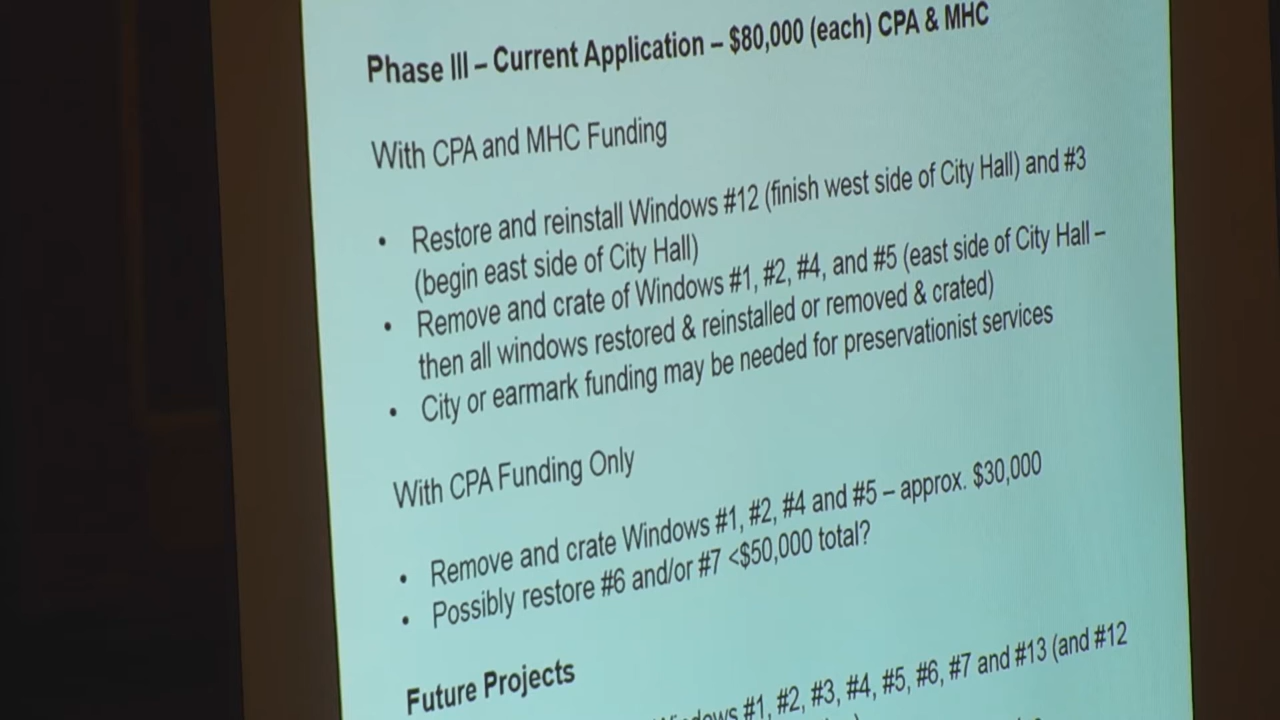 Phase III – Current Application – $80,000 (each) CPA & MHC
With CPA and MHC Funding
• Restore and reinstall Windows #12 (finish west side of City Hall) and #3
(begin east side of City Hall)
• Remove and crate of Windows #1, #2, #4, and #5 (east side of City Hall –
then all windows restored & reinstalled or removed & crated)
• City or earmark funding may be needed for preservationist services
With CPA Funding Only
• Remove and crate Windows #1, #2, #4 and #5 – approx. $30,000
• Possibly restore #6 and/or #7 <$50,000 total?
Future Projects
#1, #2, #3, #4, #5, #6, #7 and #13 (and #12